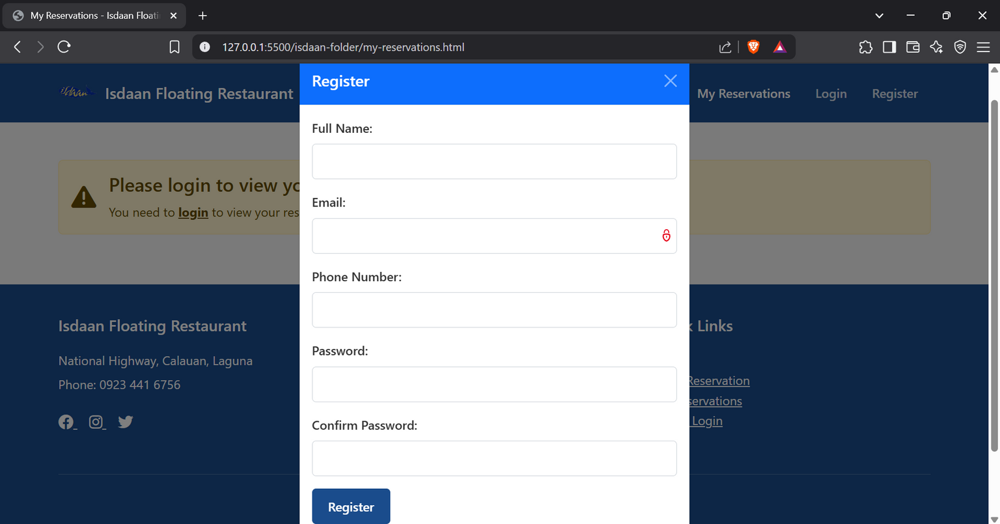 My Reservations - Isdaan Floati
127.0.0.1:5500/isdaan-folder/my-reservations.html
isdaan
Isdaan Floating Restaurant
My Reservations
Login
Register
Register
Full Name:
Email:
Phone Number:
Password:
Confirm Password:
Register
Please login to view yo
You need to login to view your res
Isdaan Floating Restaurant
National Highway, Calauan, Laguna
Phone: 0923 441 6756
Links
Reservation
servations
Login